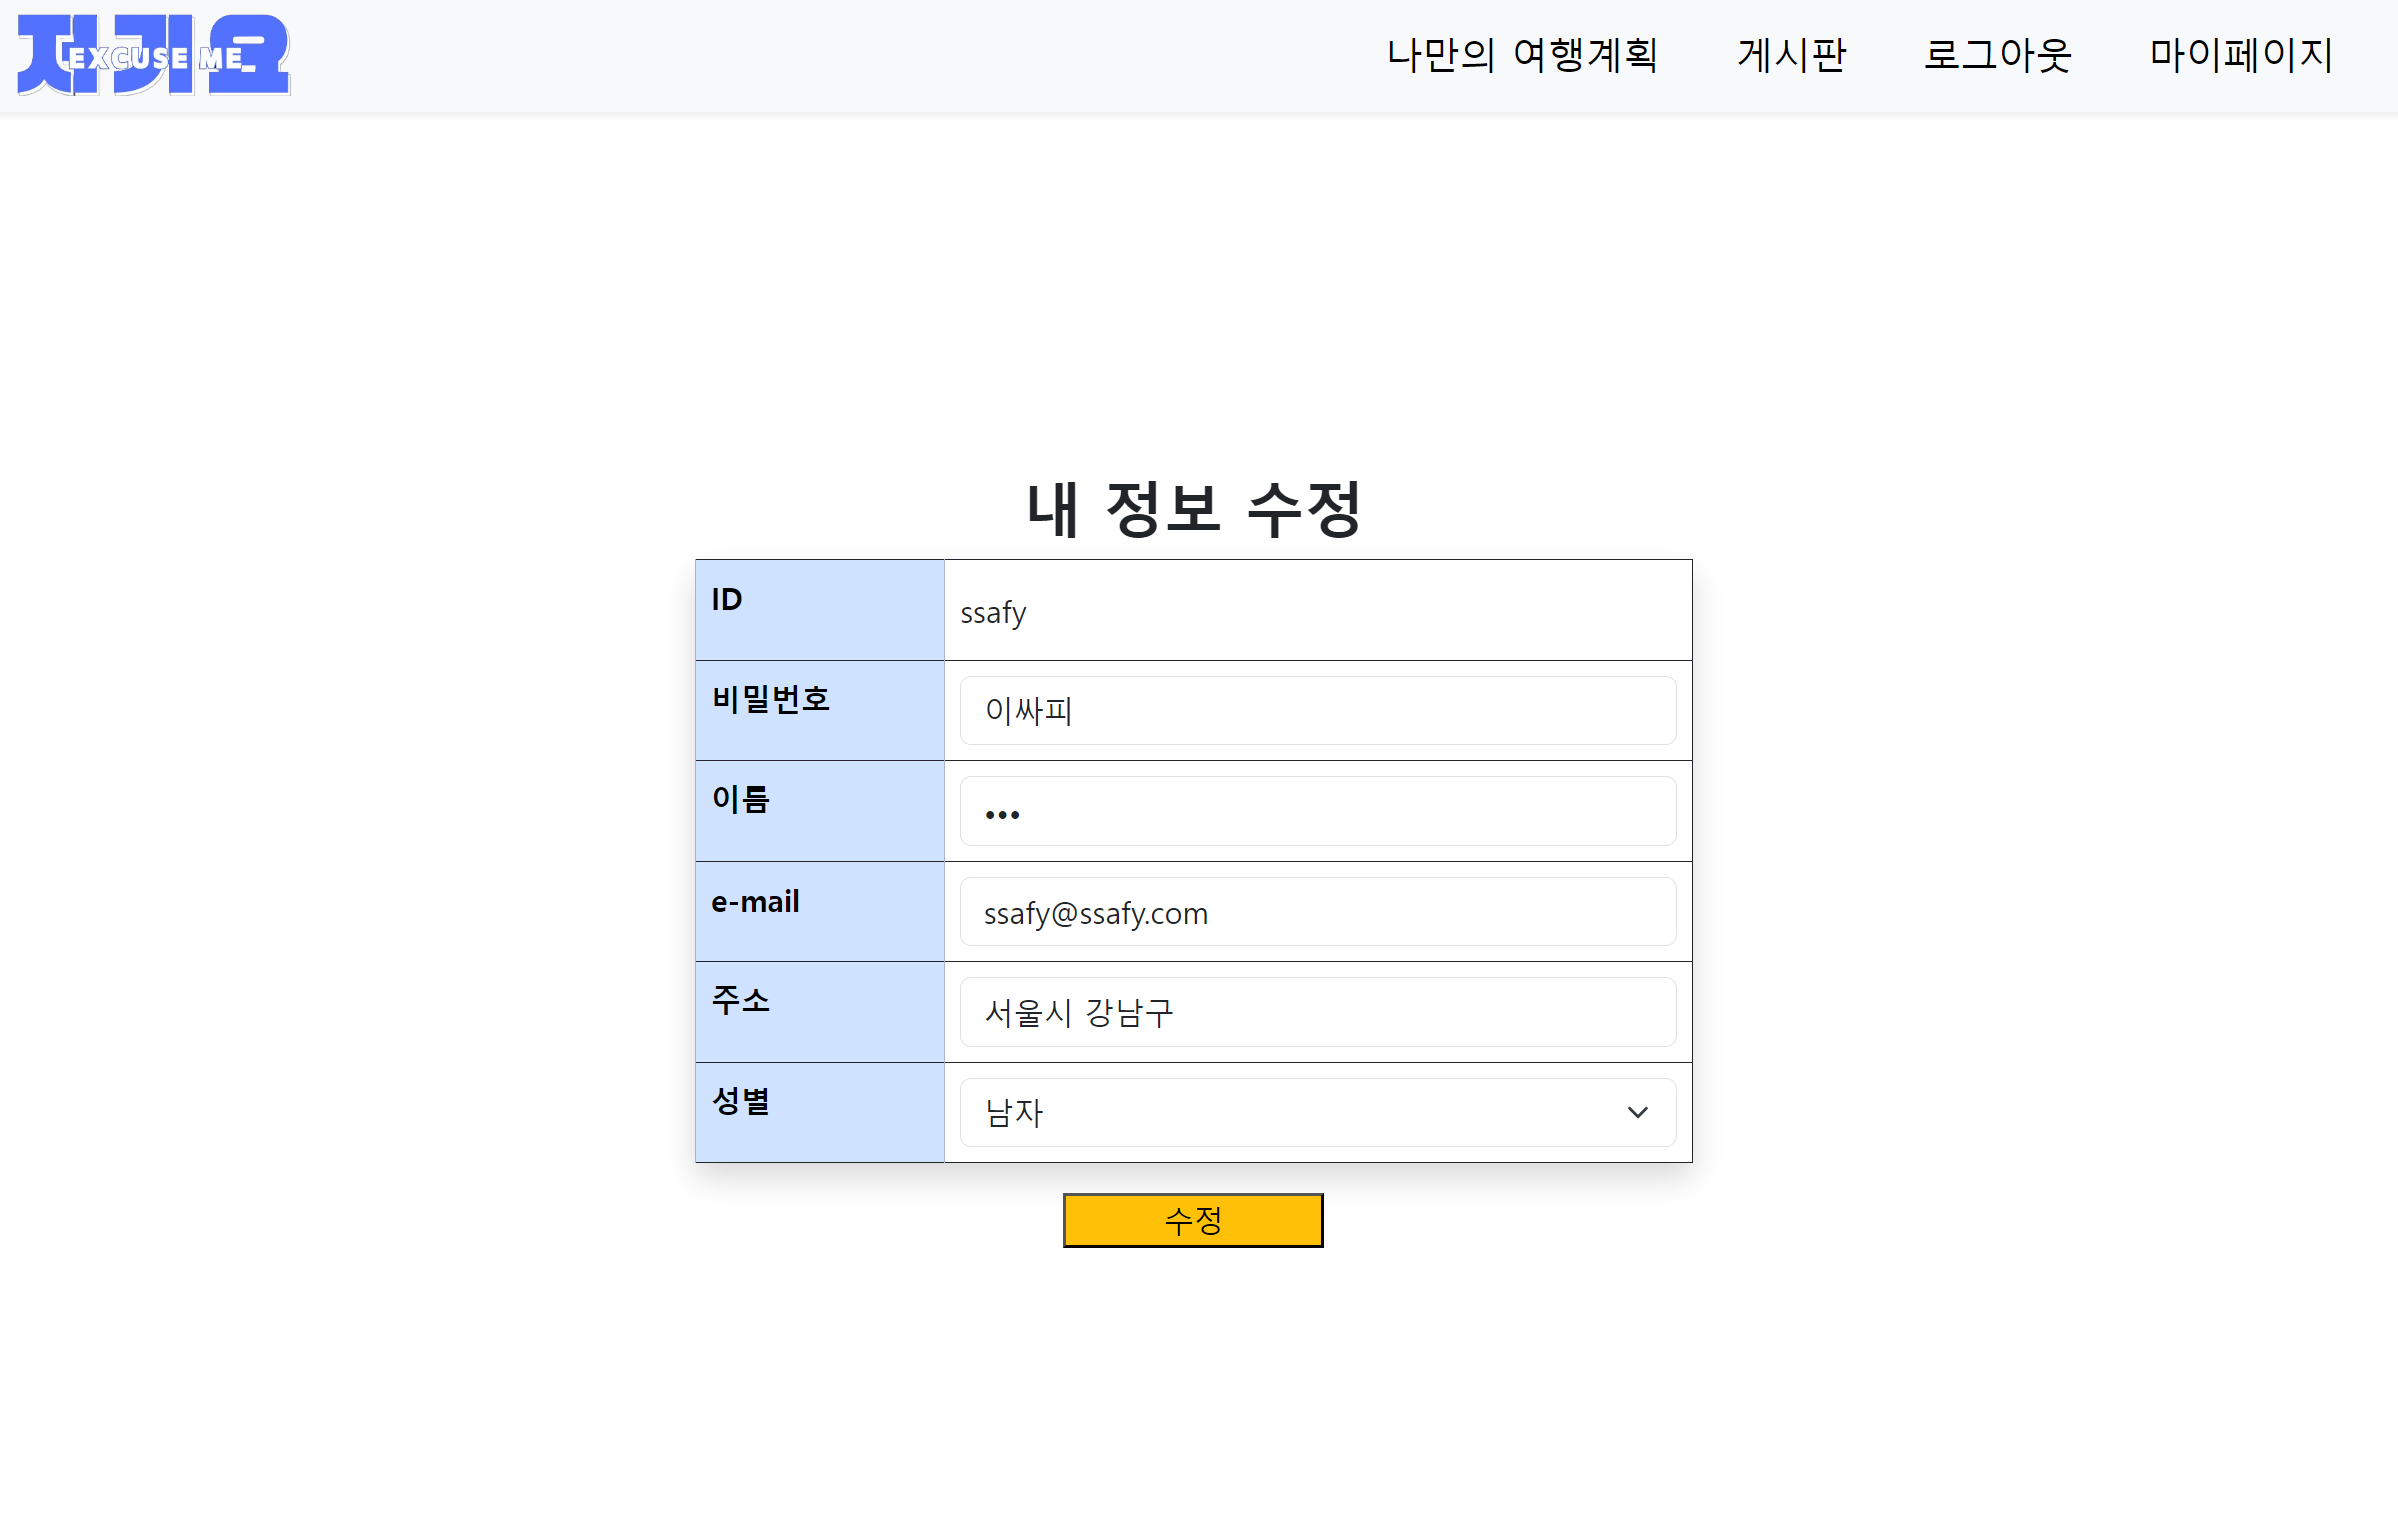 저기요
EXCUSE ME
나만의 여행계획 게시판 로그아웃 마이페이지
내 정보 수정
ID ssafy
비밀번호 이싸피
이름 •••
e-mail ssafy@ssafy.com
주소 서울시 강남구
성별 남자
수정